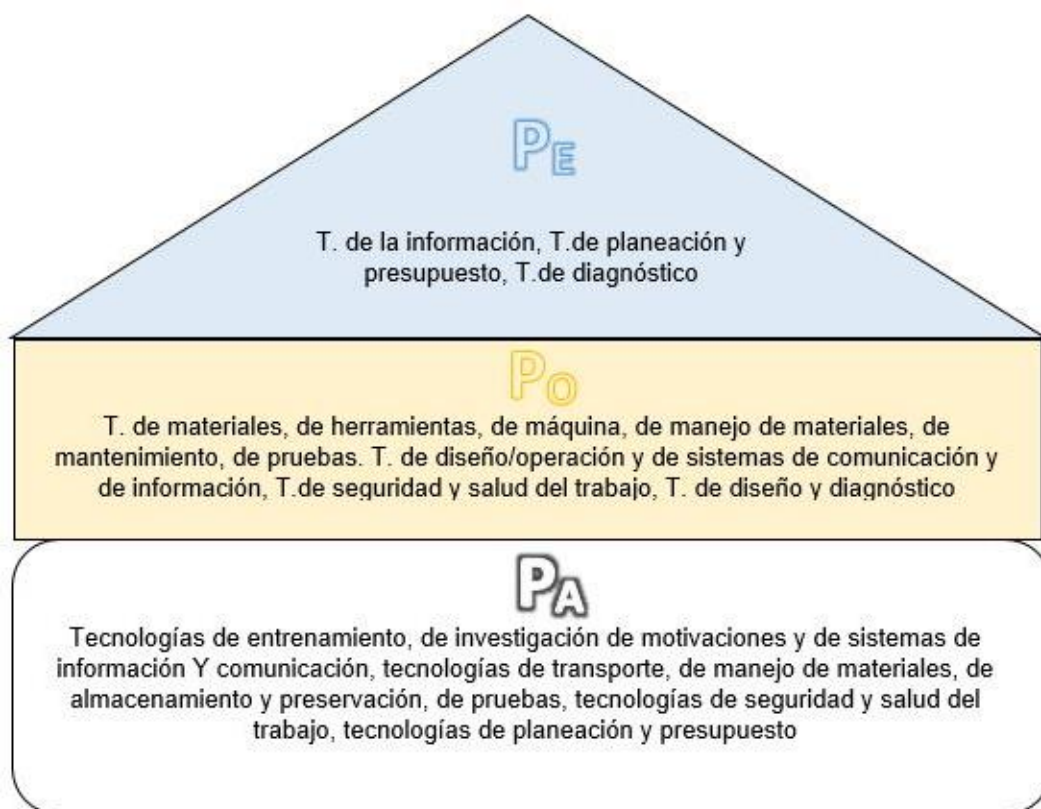 PE
T. de la información, T.de planeación y
presupuesto, T.de diagnóstico
PO
T. de materiales, de herramientas, de máquina, de manejo de materiales, de
mantenimiento, de pruebas. T. de diseño/operación y de sistemas de comunicación y
de información, T.de seguridad y salud del trabajo, T. de diseño y diagnóstico
PA
Tecnologías de entrenamiento, de investigación de motivaciones y de sistemas de
información Y comunicación, tecnologías de transporte, de manejo de materiales, de
almacenamiento y preservación, de pruebas, tecnologías de seguridad y salud del
trabajo, tecnologías de planeación y presupuesto